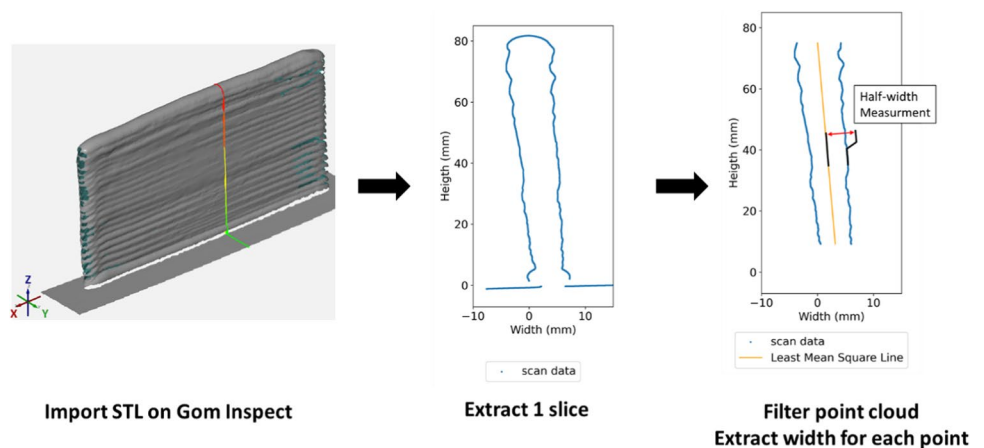 Z
X
Y
Import STL on Gom Inspect
80
60
40
20
0
Heigth (mm)
−10
0
10
Width (mm)
scan data
Extract 1 slice
80
60
40
20
0
Heigth (mm)
−10
0
10
Width (mm)
Half-width
Measurment
scan data
Least Mean Square Line
Filter point cloud
Extract width for each point